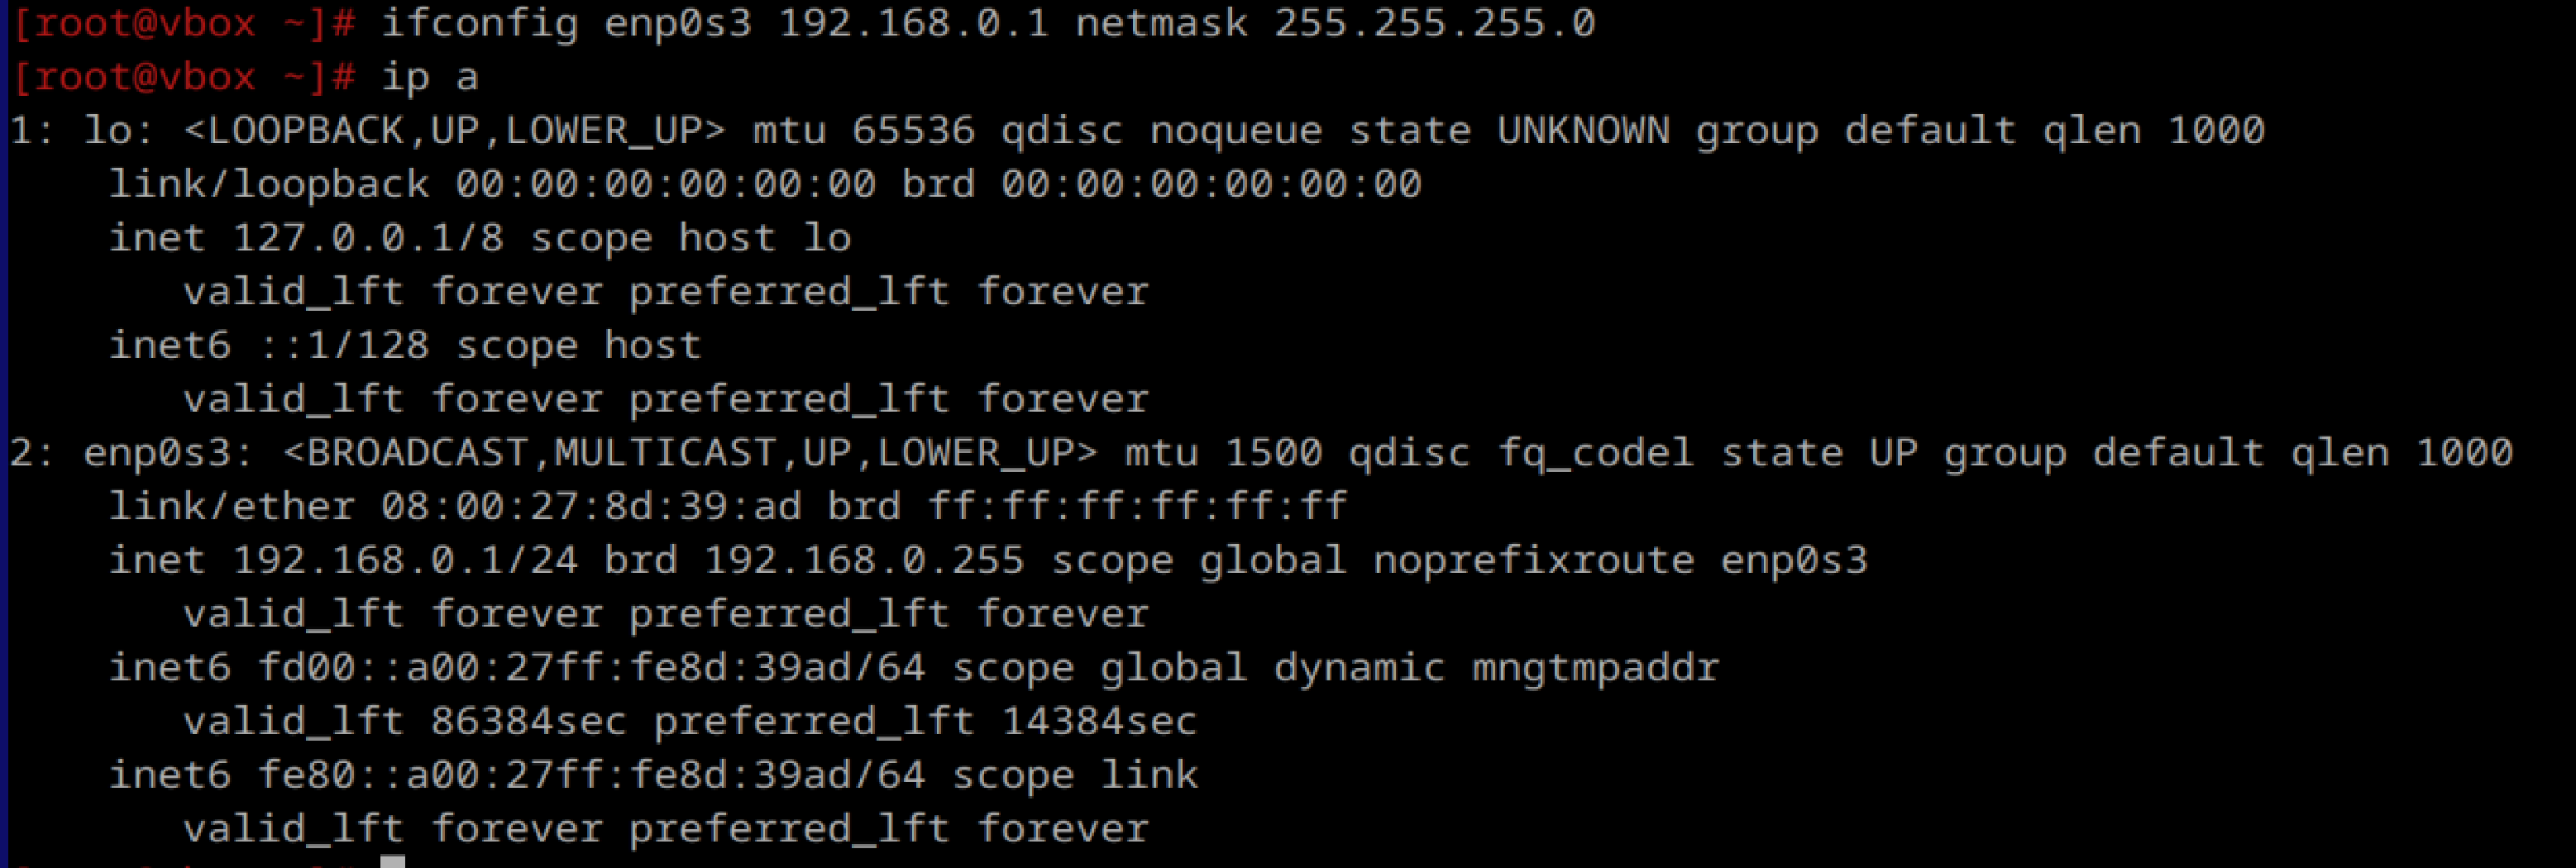 [root@vbox ~]# ifconfig enp0s3 192.168.0.1 netmask 255.255.255.0
[root@vbox ~]# ip a
1: lo: <LOOPBACK,UP,LOWER_UP> mtu 65536 qdisc noqueue state UNKNOWN group default qlen 1000
    link/loopback 00:00:00:00:00:00 brd 00:00:00:00:00:00
    inet 127.0.0.1/8 scope host lo
       valid_lft forever preferred_lft forever
    inet6 ::1/128 scope host
       valid_lft forever preferred_lft forever
2: enp0s3: <BROADCAST,MULTICAST,UP,LOWER_UP> mtu 1500 qdisc fq_codel state UP group default qlen 1000
    link/ether 08:00:27:8d:39:ad brd ff:ff:ff:ff:ff:ff
    inet 192.168.0.1/24 brd 192.168.0.255 scope global noprefixroute enp0s3
       valid_lft forever preferred_lft forever
    inet6 fd00::a00:27ff:fe8d:39ad/64 scope global dynamic mngtmpaddr
       valid_lft 86384sec preferred_lft 14384sec
    inet6 fe80::a00:27ff:fe8d:39ad/64 scope link
       valid_lft forever preferred_lft forever